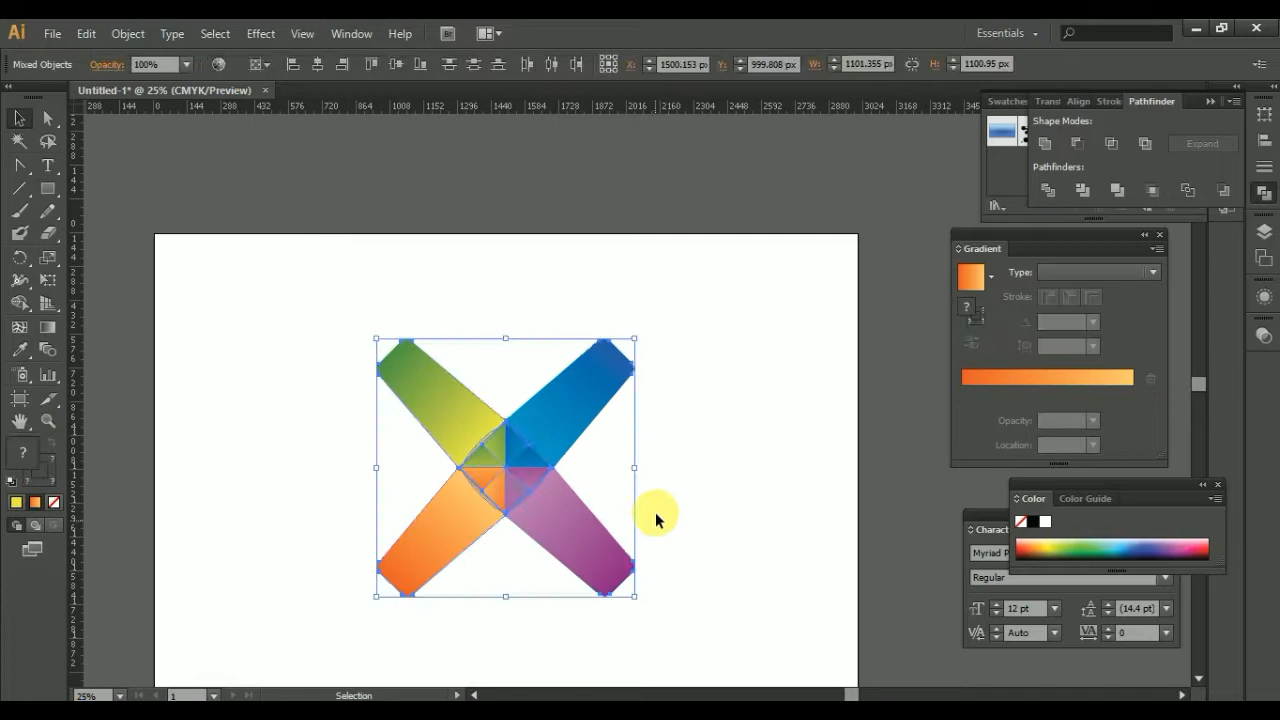 Ai File Edit Object Type Select Effect View Window Help Br Essentials
Mixed Objects Opacity: 100% X: 1500.153 px Y: 999.808 px W: 1101.355 px H: 1100.95 px
Untitled-1* @ 25% (CMYK/Preview) ×
288 144 0 144 288 432 576 720 864 1008 1152 1296 1440 1584 1728 1872 2016 2160 2304 2448 2592 2736 2880 3024 3168 3312 345
Swatches Trans Align Strok Pathfinder
Shape Modes:
Expand
Pathfinders:
Gradient
Type:
Stroke:
?
Opacity:
Location:
?
Color Color Guide
Charact
Myriad P
Regular
12 pt (14.4 pt)
Auto 0
25% 1 Selection